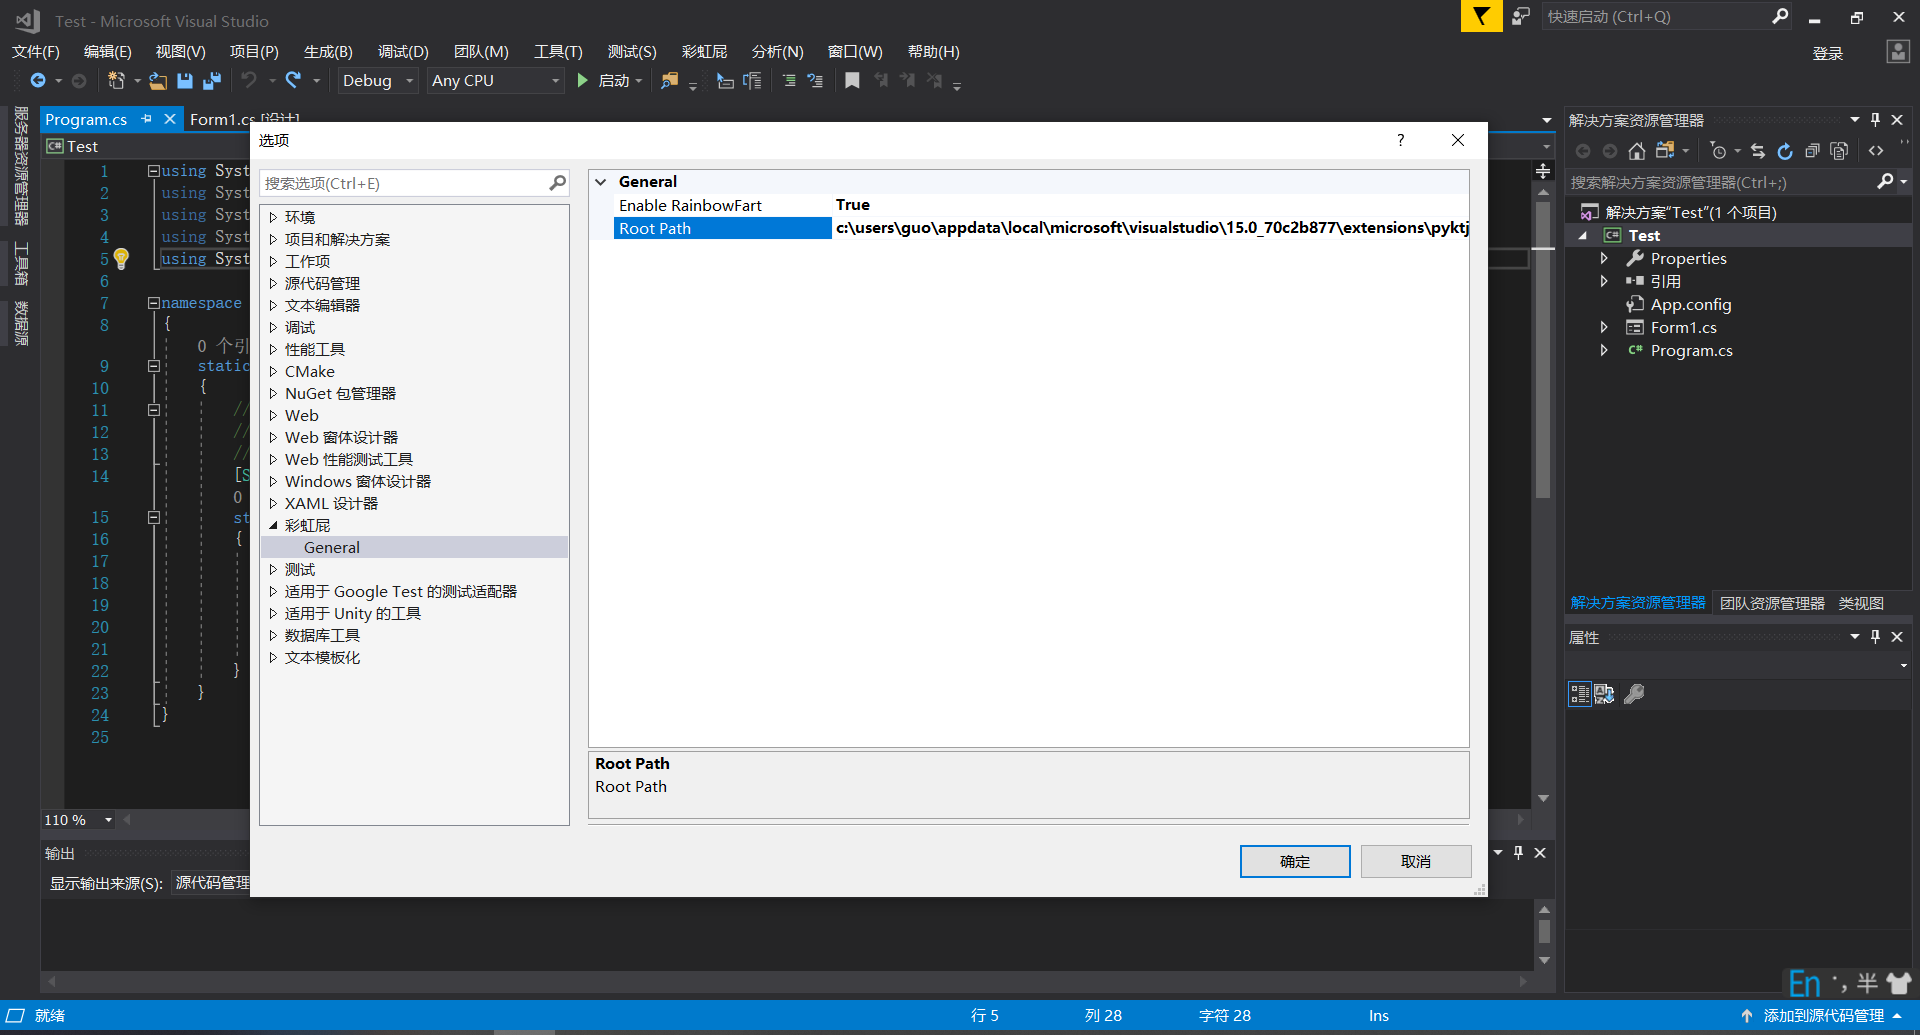 Test - Microsoft Visual Studio
快速启动 (Ctrl+Q)
文件(F) 编辑(E) 视图(V) 项目(P) 生成(B) 调试(D) 团队(M) 工具(T) 测试(S) 彩虹屁 分析(N) 窗口(W) 帮助(H)
登录
Debug Any CPU 启动
服务器资源管理器
工具箱
数据源
Program.cs Form1.cs [设计]
Test
1 using Syst
2 using Syst
3 using Syst
4 using Syst
5 using Syst
6
7 namespace
8 {
0 个引
9 static
10 {
11 //
12 //
13 //
14 [S
0
15 st
16 {
17
18
19
20
21
22 }
23 }
24 }
25
110 %
输出
显示输出来源(S): 源代码管理
选项
?
搜索选项(Ctrl+E)
环境
项目和解决方案
工作项
源代码管理
文本编辑器
调试
性能工具
CMake
NuGet 包管理器
Web
Web 窗体设计器
Web 性能测试工具
Windows 窗体设计器
XAML 设计器
彩虹屁
General
测试
适用于 Google Test 的测试适配器
适用于 Unity 的工具
数据库工具
文本模板化
General
Enable RainbowFart True
Root Path c:\users\guo\appdata\local\microsoft\visualstudio\15.0_70c2b877\extensions\pyktj
Root Path
Root Path
确定 取消
解决方案资源管理器
搜索解决方案资源管理器(Ctrl+;)
解决方案“Test”(1 个项目)
C# Test
Properties
引用
App.config
Form1.cs
C# Program.cs
解决方案资源管理器 团队资源管理器 类视图
属性
En 半
就绪 行 5 列 28 字符 28 Ins 添加到源代码管理